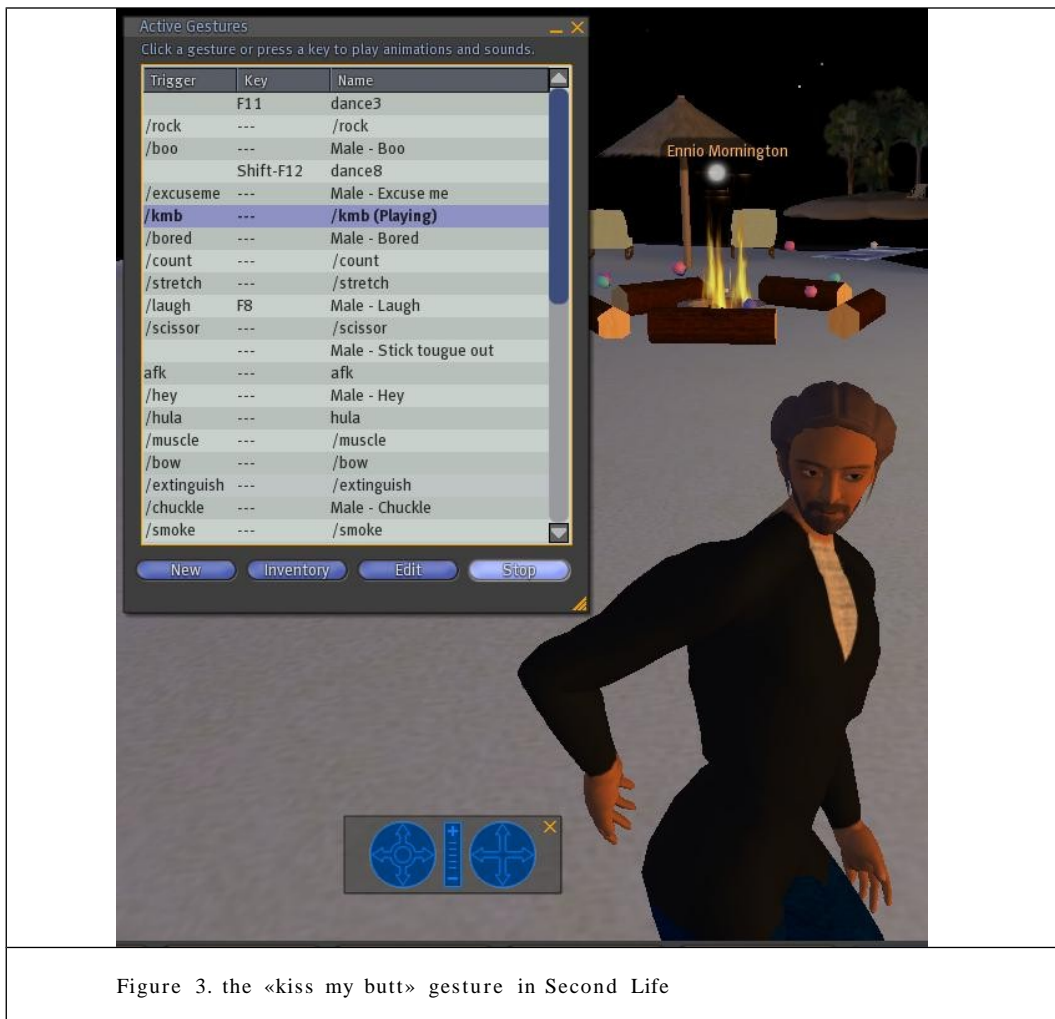 Active Gestures
Click a gesture or press a key to play animations and sounds.
Trigger Key Name
F11 dance3
/rock --- /rock
/boo --- Male - Boo
Shift-F12 dance8
/excuseme --- Male - Excuse me
/kmb --- /kmb (Playing)
/bored --- Male - Bored
/count --- /count
/stretch --- /stretch
/laugh F8 Male - Laugh
/scissor --- /scissor
--- Male - Stick tougue out
afk --- afk
/hey --- Male - Hey
/hula --- hula
/muscle --- /muscle
/bow --- /bow
/extinguish --- /extinguish
/chuckle --- Male - Chuckle
/smoke --- /smoke
New Inventory Edit Stop
Ennio Mornington
Figure 3. the «kiss my butt» gesture in Second Life